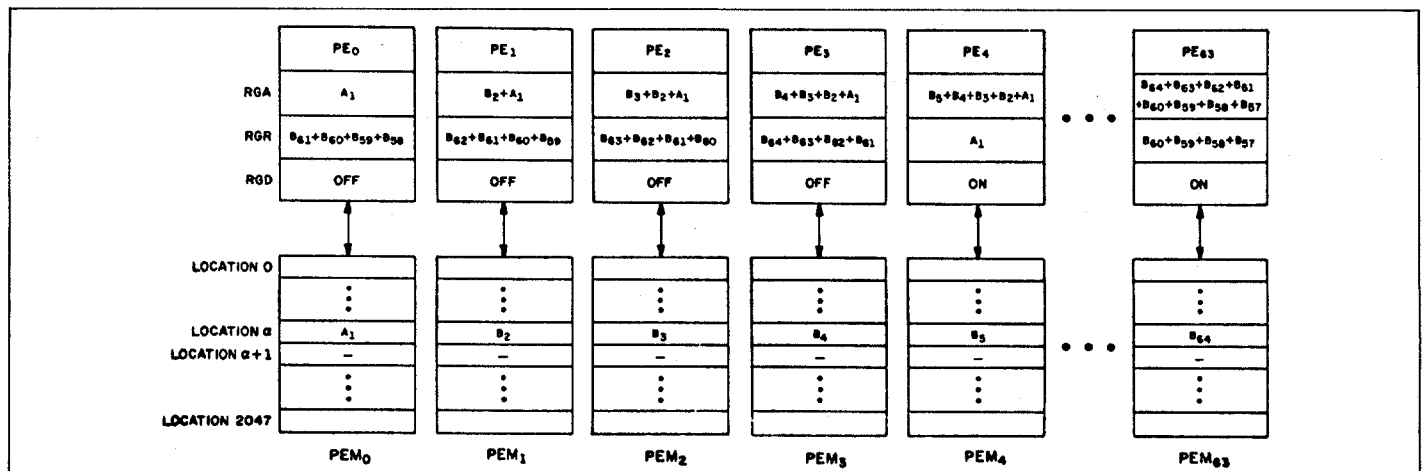 PE₀ PE₁ PE₂ PE₃ PE₄ PE₆₃
RGA A₁ B₂+A₁ B₃+B₂+A₁ B₄+B₃+B₂+A₁ B₅+B₄+B₃+B₂+A₁ B₆₄+B₆₃+B₆₂+B₆₁
+B₆₀+B₅₉+B₅₈+B₅₇
RGR B₆₁+B₆₀+B₅₉+B₅₈ B₆₂+B₆₁+B₆₀+B₅₉ B₆₃+B₆₂+B₆₁+B₆₀ B₆₄+B₆₃+B₆₂+B₆₁ A₁ B₆₀+B₅₉+B₅₈+B₅₇
RGD OFF OFF OFF OFF ON ON
LOCATION 0
LOCATION α A₁ B₂ B₃ B₄ B₅ B₆₄
LOCATION α+1 – – – – – –
LOCATION 2047
PEM₀ PEM₁ PEM₂ PEM₃ PEM₄ PEM₆₃